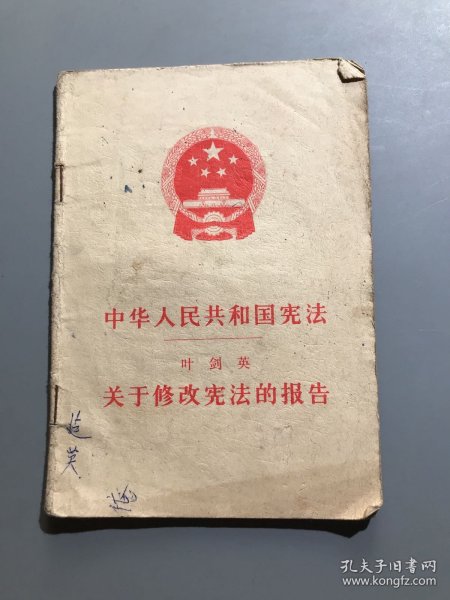 中华人民共和国宪法
叶剑英
关于修改宪法的报告
英
孔夫子旧书网
www.kongfz.com